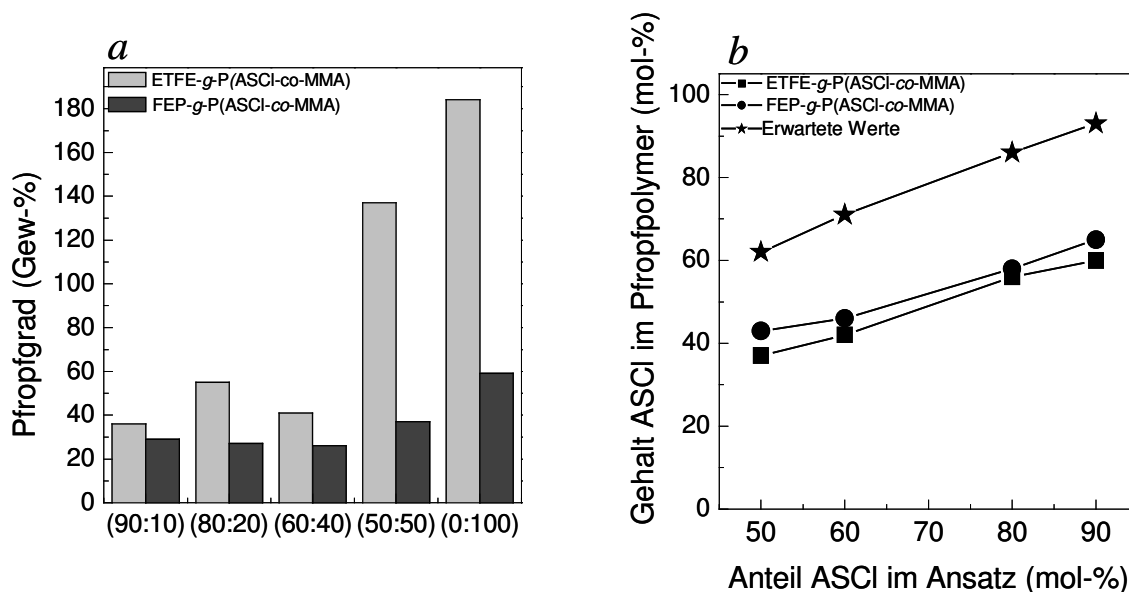 a
ETFE-g-P(ASCl-co-MMA)
FEP-g-P(ASCl-co-MMA)
Pfropfgrad (Gew-%)
180
160
140
120
100
80
60
40
20
0
(90:10) (80:20) (60:40) (50:50) (0:100)
b
ETFE-g-P(ASCl-co-MMA)
FEP-g-P(ASCl-co-MMA)
Erwartete Werte
Gehalt ASCl im Pfropfpolymer (mol-%)
100
80
60
40
20
0
50 60 70 80 90
Anteil ASCl im Ansatz (mol-%)